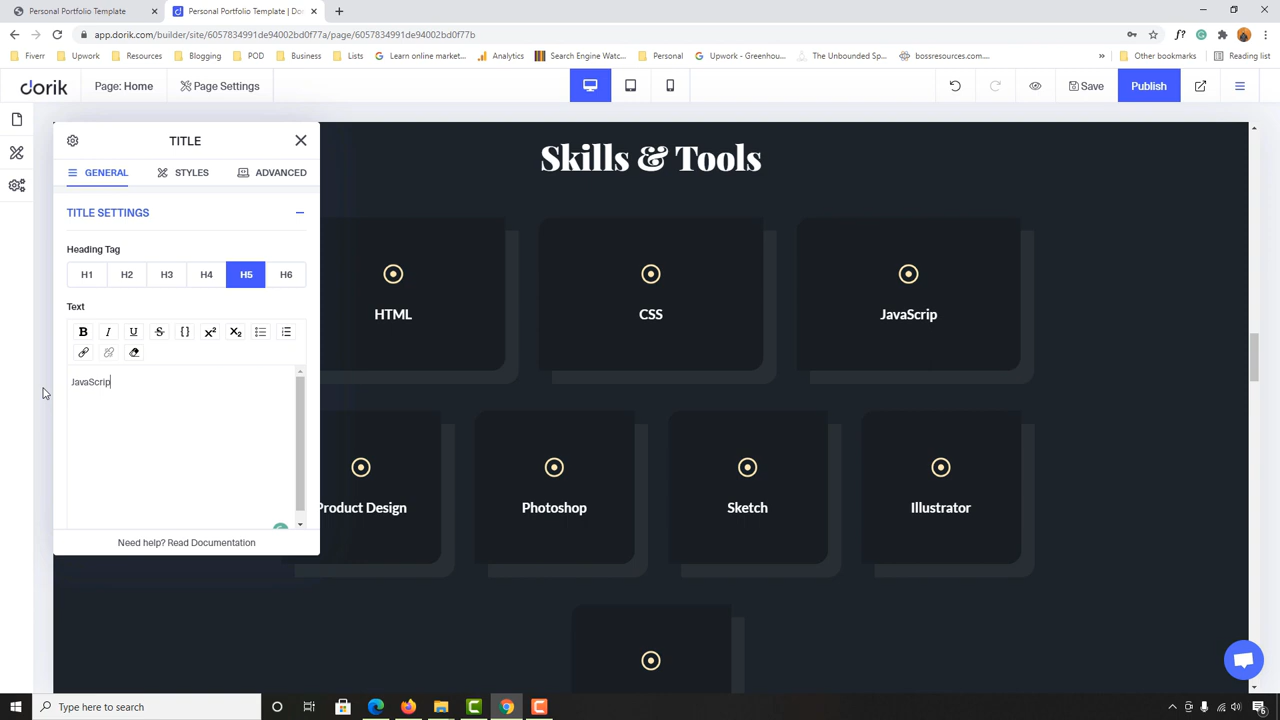 Personal Portfolio Template
Personal Portfolio Template | Dor
app.dorik.com/builder/site/6057834991de94002bd0f77a/page/6057834991de94002bd0f77b
Fiverr
Upwork
Resources
Blogging
POD
Business
Lists
Learn online market...
Analytics
Search Engine Watc...
Personal
Upwork - Greenhou...
The Unbounded Sp...
bossresources.com...
»
Other bookmarks
Reading list
dorik
Page: Home
Page Settings
Save
Publish
TITLE
GENERAL
STYLES
ADVANCED
TITLE SETTINGS
Heading Tag
H1
H2
H3
H4
H5
H6
Text
B
I
U
S
{ }
X²
X₂
JavaScrip
Need help? Read Documentation
Skills & Tools
HTML
CSS
JavaScrip
Product Design
Photoshop
Sketch
Illustrator
Type here to search